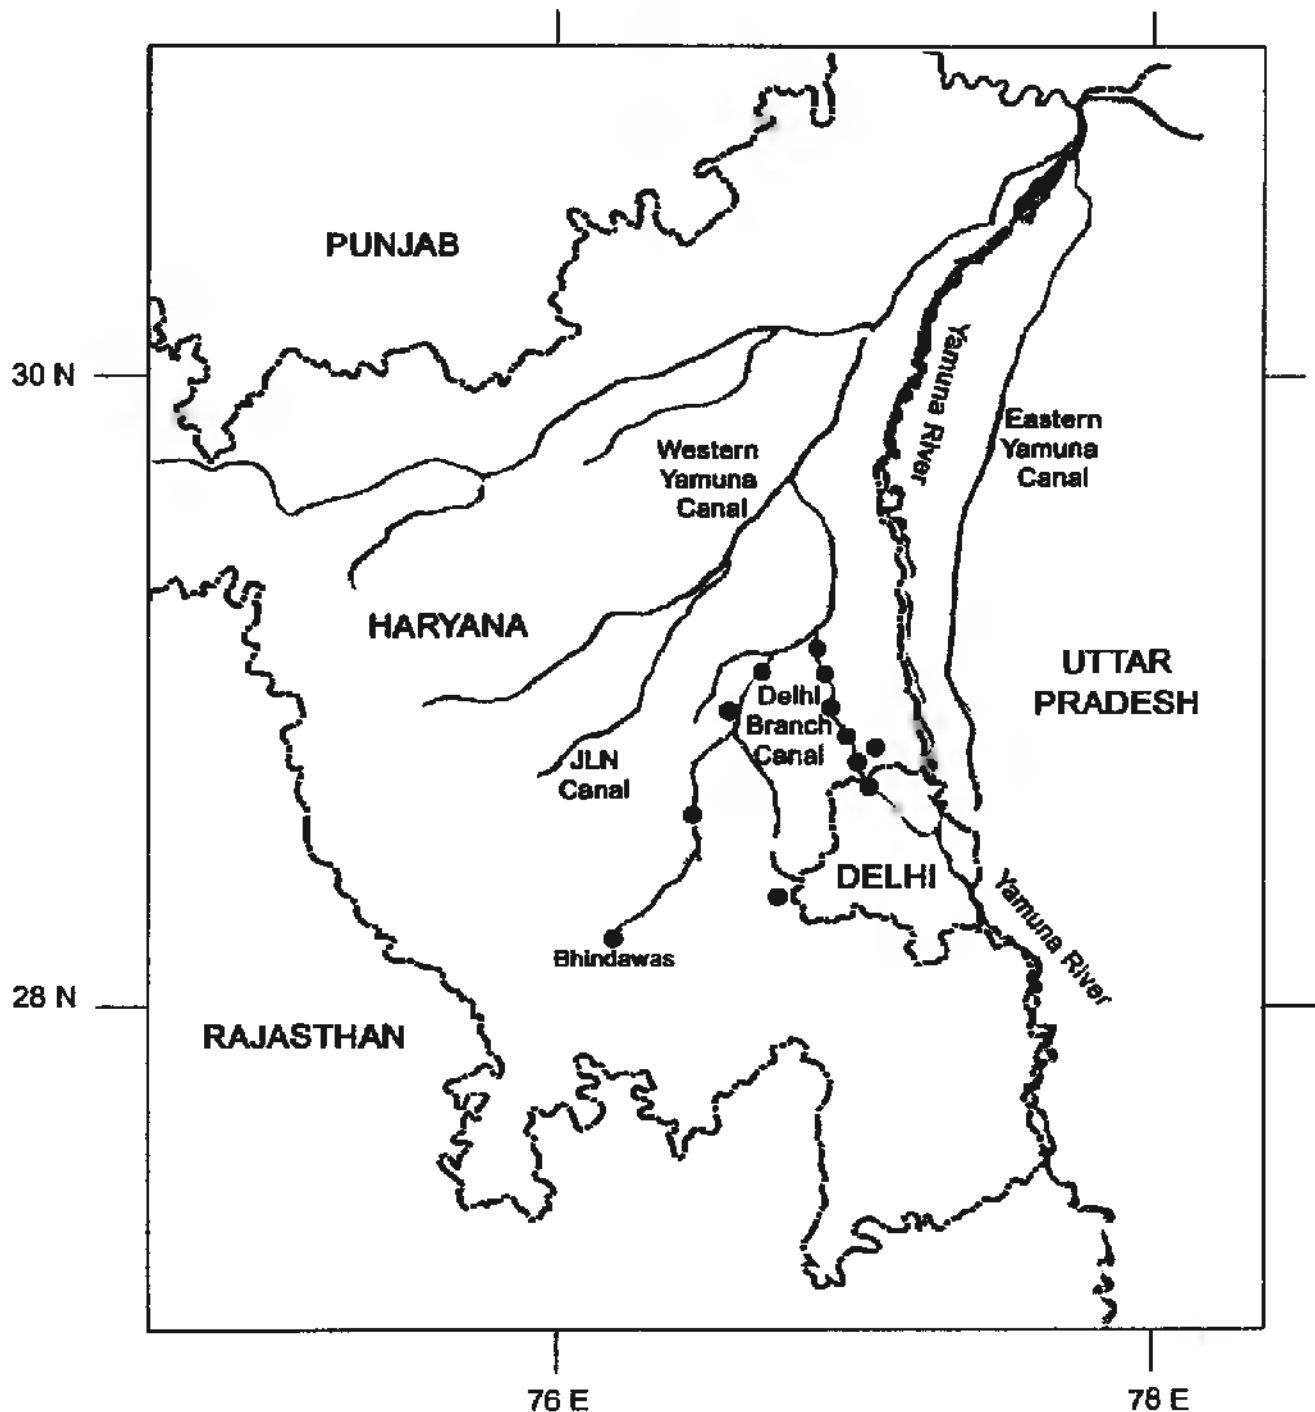 PUNJAB
30 N
Yamuna River
Eastern
Yamuna
Canal
Western
Yamuna
Canal
HARYANA
UTTAR
PRADESH
Delhi
Branch
Canal
JLN
Canal
DELHI
Yamuna River
Bhindawas
28 N
RAJASTHAN
76 E
78 E